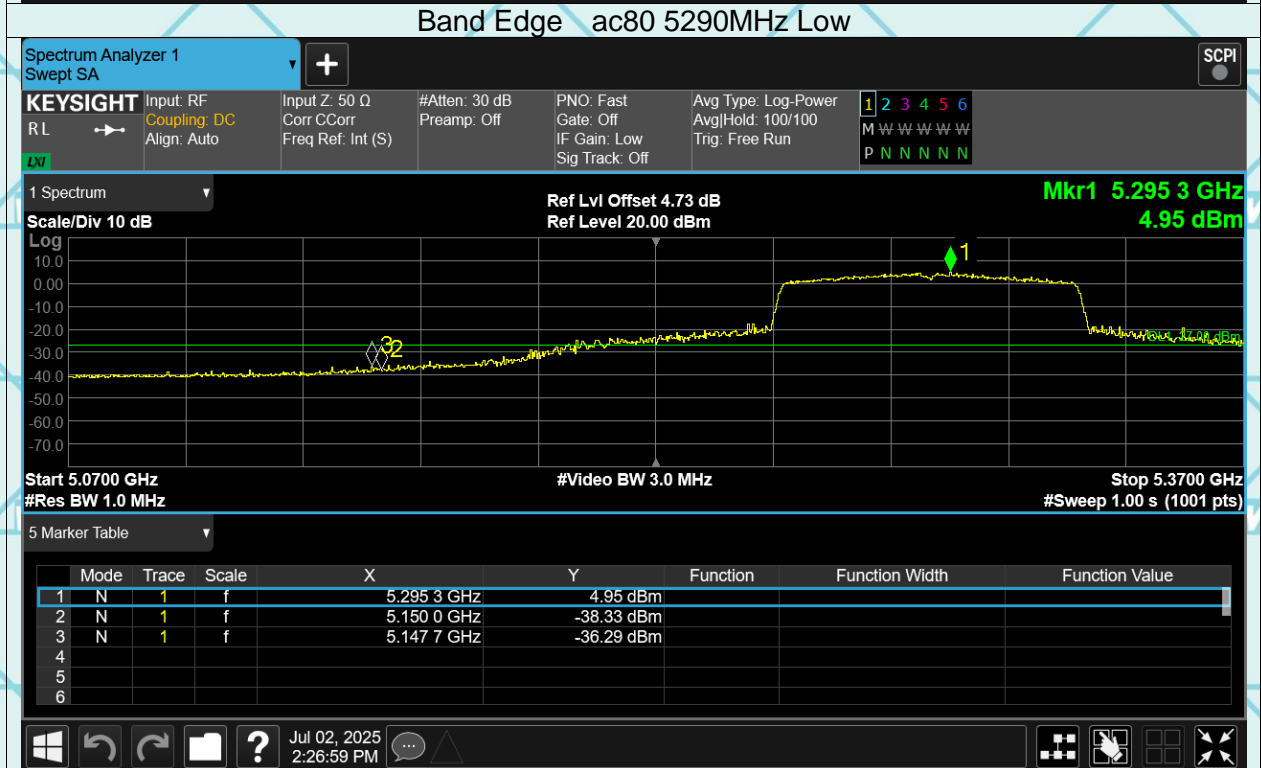 Band Edge ac80 5290MHz Low
Spectrum Analyzer 1
Swept SA
SCPI
KEYSIGHT Input: RF Input Z: 50 Ω #Atten: 30 dB PNO: Fast Avg Type: Log-Power 1 2 3 4 5 6
RL Coupling: DC Corr CCorr Preamp: Off Gate: Off Avg|Hold: 100/100 M W W W W W
Align: Auto Freq Ref: Int (S) IF Gain: Low Trig: Free Run P N N N N N
LXI Sig Track: Off
1 Spectrum Ref Lvl Offset 4.73 dB Mkr1 5.295 3 GHz
Scale/Div 10 dB Ref Level 20.00 dBm 4.95 dBm
Log
1
10.0
0.00
-10.0
-20.0
DL1 -27.00 dBm
32
-30.0
-40.0
-50.0
-60.0
-70.0
Start 5.0700 GHz #Video BW 3.0 MHz Stop 5.3700 GHz
#Res BW 1.0 MHz #Sweep 1.00 s (1001 pts)
5 Marker Table
Mode Trace Scale X Y Function Function Width Function Value
1 N 1 f 5.295 3 GHz 4.95 dBm
2 N 1 f 5.150 0 GHz -38.33 dBm
3 N 1 f 5.147 7 GHz -36.29 dBm
4
5
6
Jul 02, 2025
2:26:59 PM